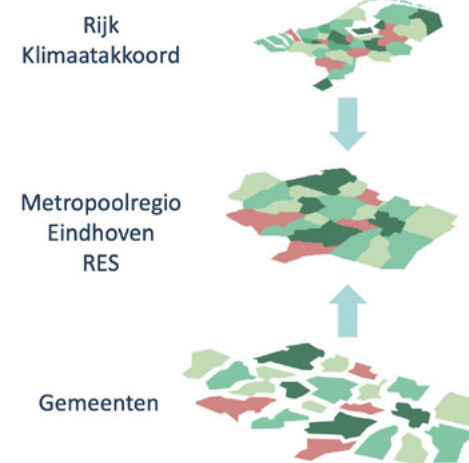 Rijk
Klimaatakkoord
Metropoolregio
Eindhoven
RES
Gemeenten